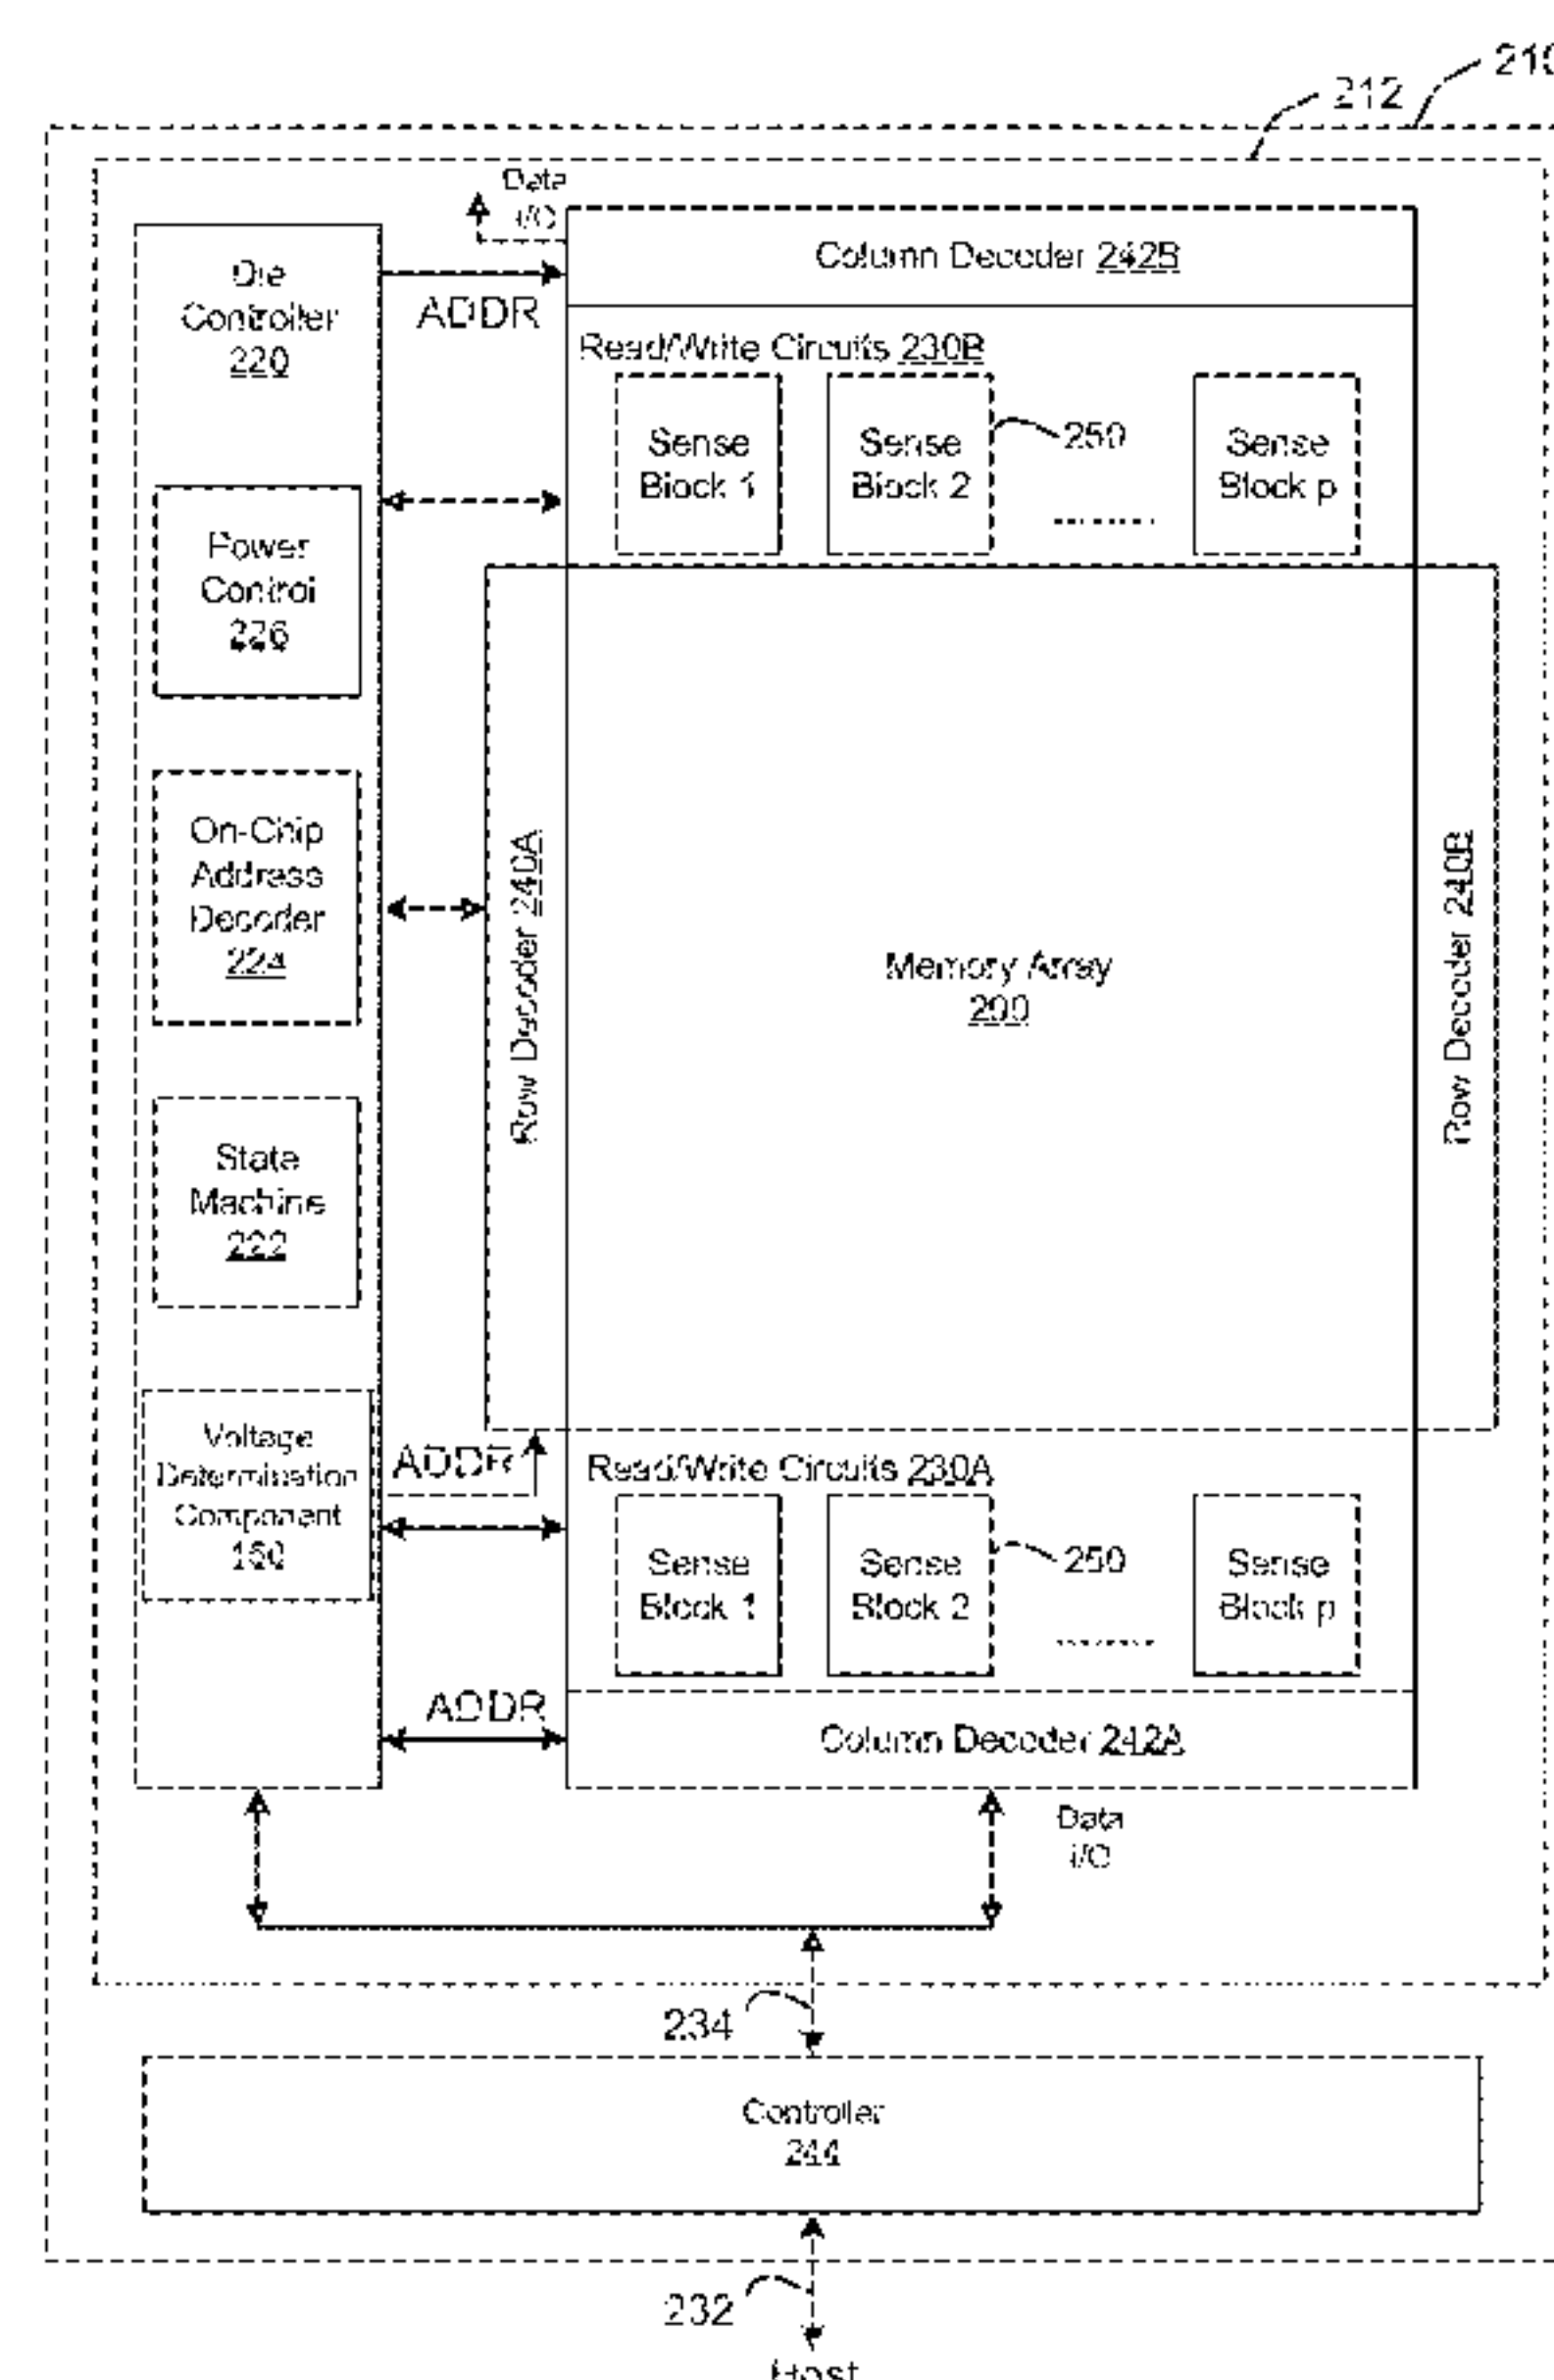 210
212
Data
I/O
Die
Controller
220
ADDR
Column Decoder 242B
Read/Write Circuits 230B
Sense
Block 1
Sense
Block 2
250
Sense
Block p
Power
Control
226
On-Chip
Address
Decoder
224
Row Decoder 240A
Memory Array
200
Row Decoder 240B
State
Machine
222
Voltage
Determination
Component
150
ADDR
Read/Write Circuits 230A
Sense
Block 1
Sense
Block 2
250
Sense
Block p
ADDR
Column Decoder 242A
Data
I/O
234
Controller
244
232
Host